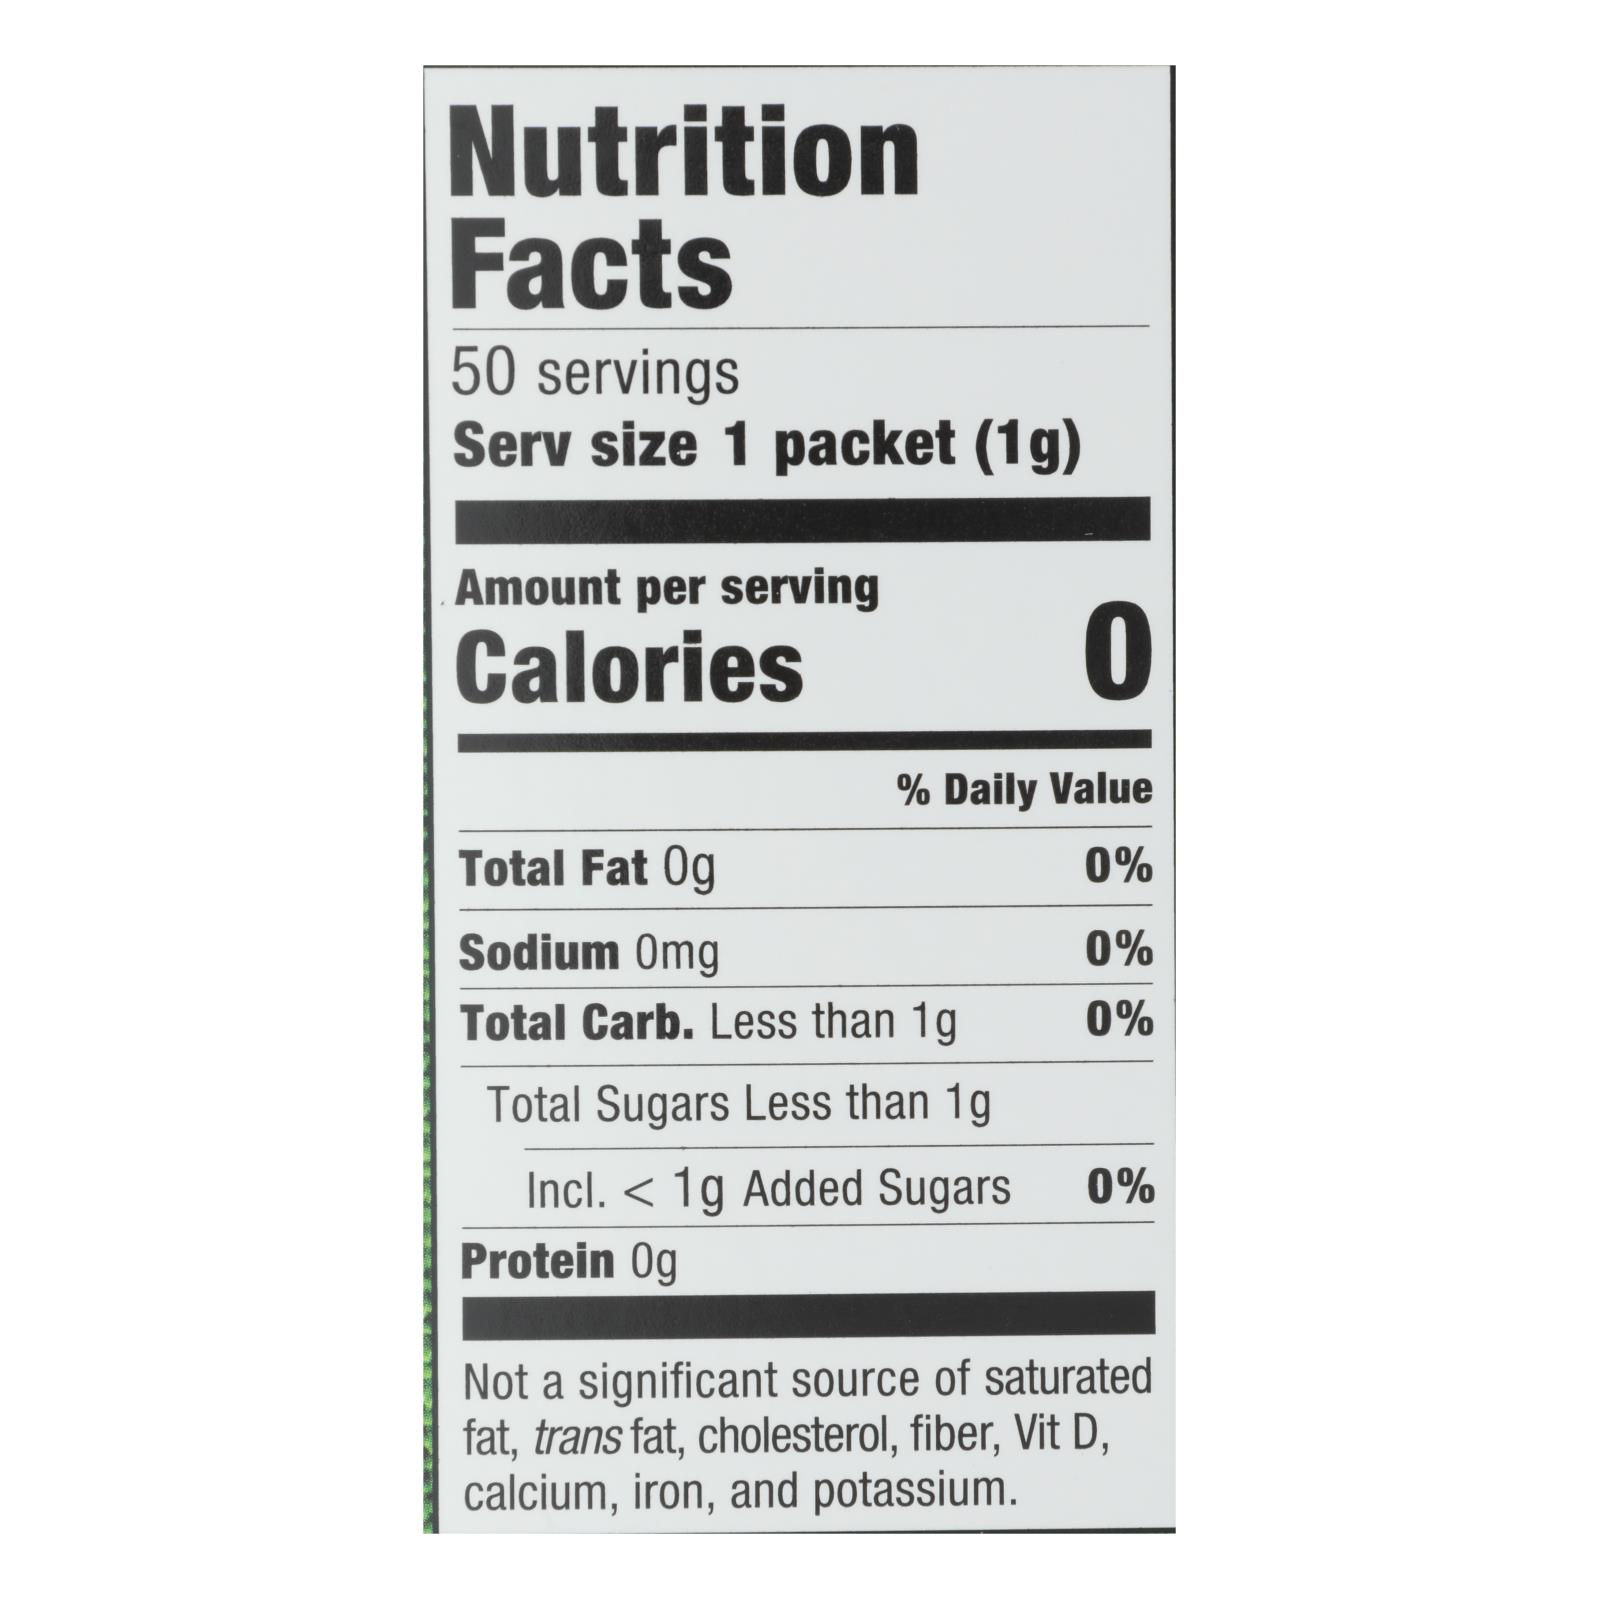 Nutrition
Facts
50 servings
Serv size 1 packet (1g)
Amount per serving
Calories 0
% Daily Value
Total Fat 0g 0%
Sodium 0mg 0%
Total Carb. Less than 1g 0%
Total Sugars Less than 1g
Incl. < 1g Added Sugars 0%
Protein 0g
Not a significant source of saturated
fat, trans fat, cholesterol, fiber, Vit D,
calcium, iron, and potassium.